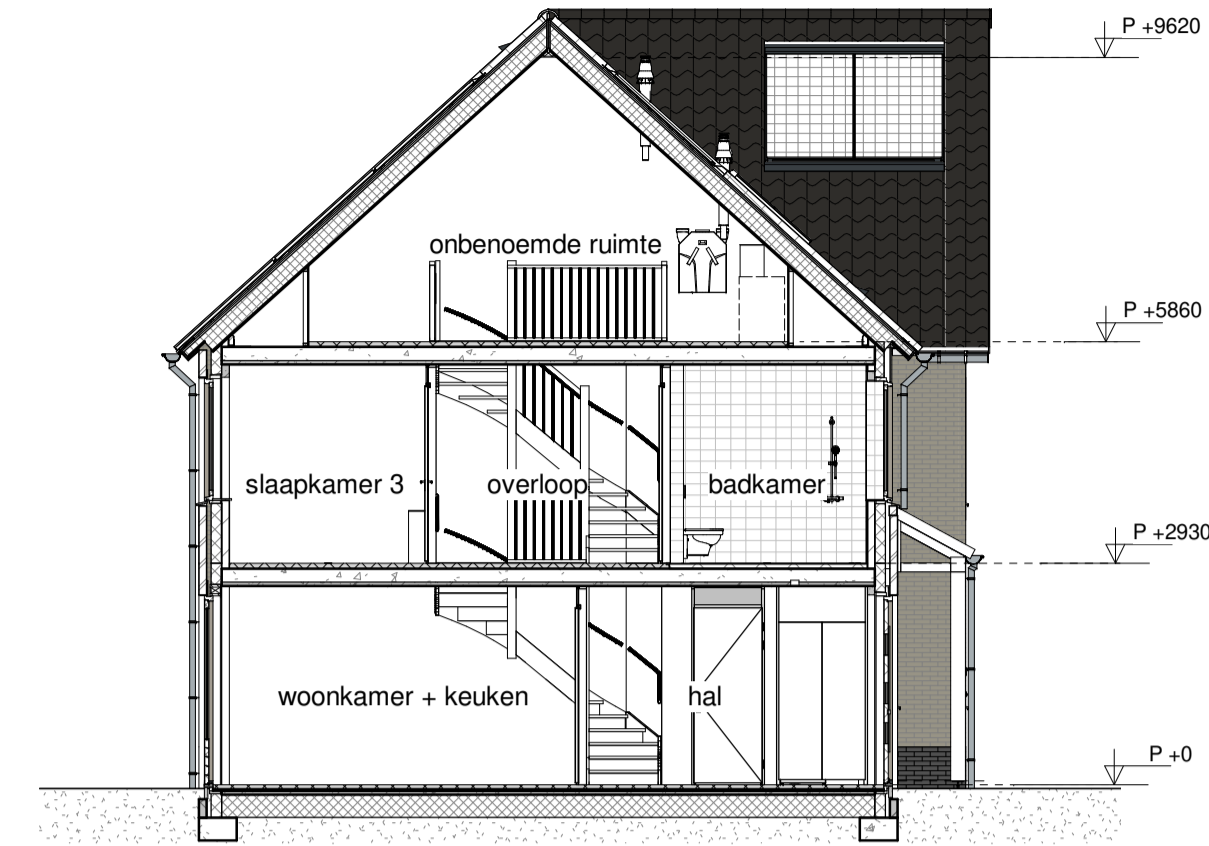 P +9620
onbenoemde ruimte
P +5860
slaapkamer 3
overloop
badkamer
P +2930
woonkamer + keuken
hal
P +0